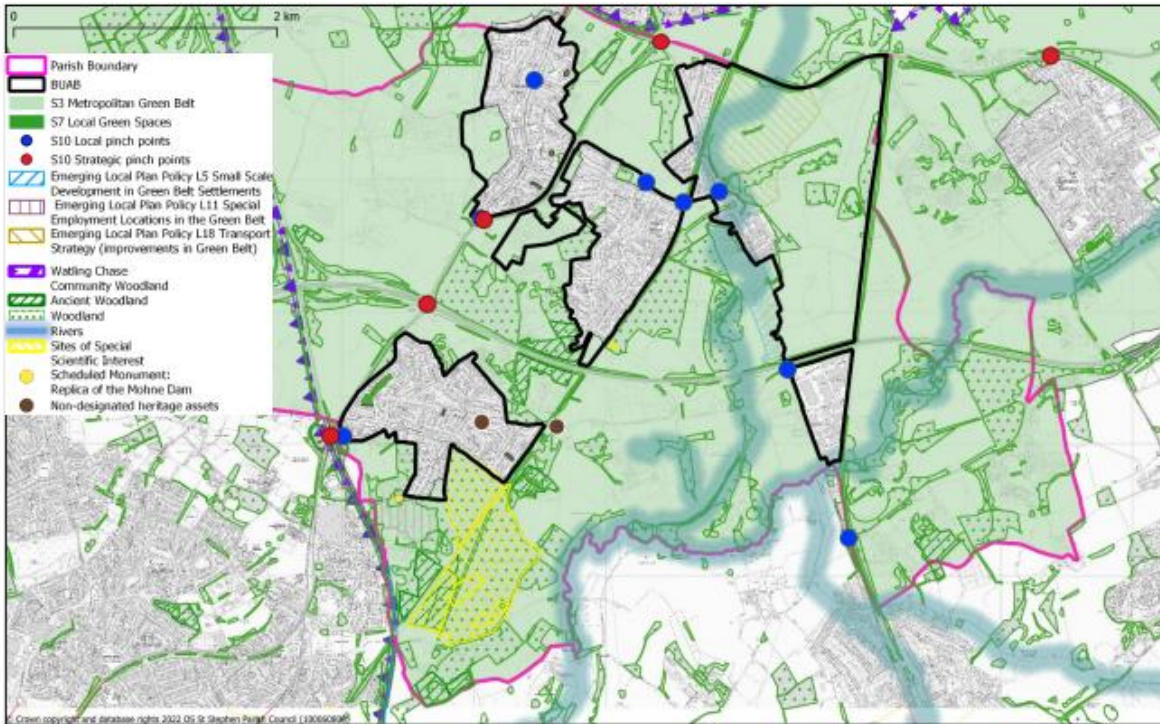 0 2 km
Parish Boundary
BUAB
S3 Metropolitan Green Belt
S7 Local Green Spaces
S10 Local pinch points
S10 Strategic pinch points
Emerging Local Plan Policy L5 Small Scale
Development in Green Belt Settlements
Emerging Local Plan Policy L11 Special
Employment Locations in the Green Belt
Emerging Local Plan Policy L18 Transport
Strategy (improvements in Green Belt)
Watling Chase
Community Woodland
Ancient Woodland
Woodland
Rivers
Sites of Special
Scientific Interest
Scheduled Monument:
Replica of the Mohne Dam
Non-designated heritage assets
Crown copyright and database rights 2022 OS St Stephen Parish Council